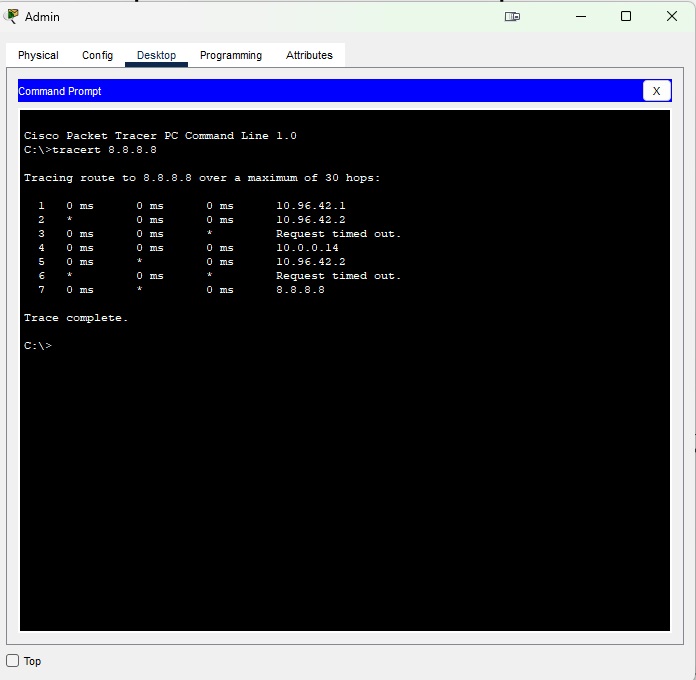 Admin
Physical Config Desktop Programming Attributes
Command Prompt X
Cisco Packet Tracer PC Command Line 1.0
C:\>tracert 8.8.8.8
Tracing route to 8.8.8.8 over a maximum of 30 hops:
1 0 ms 0 ms 0 ms 10.96.42.1
2 * 0 ms 0 ms 10.96.42.2
3 0 ms 0 ms * Request timed out.
4 0 ms 0 ms 0 ms 10.0.0.14
5 0 ms * 0 ms 10.96.42.2
6 * 0 ms * Request timed out.
7 0 ms * 0 ms 8.8.8.8
Trace complete.
C:\>
Top